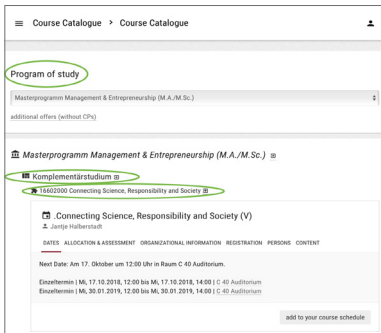 Course Catalogue > Course Catalogue
Program of study
Masterprogramm Management & Entrepreneurship (M.A./M.Sc.)
additional offers (without CPs)
Masterprogramm Management & Entrepreneurship (M.A./M.Sc.)
Komplementärstudium
16602000 Connecting Science, Responsibility and Society
.Connecting Science, Responsibility and Society (V)
Jantje Halberstadt
DATES ALLOCATION & ASSESSMENT ORGANIZATIONAL INFORMATION REGISTRATION PERSONS CONTENT
Next Date: Am 17. Oktober um 12:00 Uhr in Raum C 40 Auditorium.
Einzeltermin | Mi, 17.10.2018, 12:00 bis Mi, 17.10.2018, 14:00 | C 40 Auditorium
Einzeltermin | Mi, 30.01.2019, 12:00 bis Mi, 30.01.2019, 14:00 | C 40 Auditorium
add to your course schedule